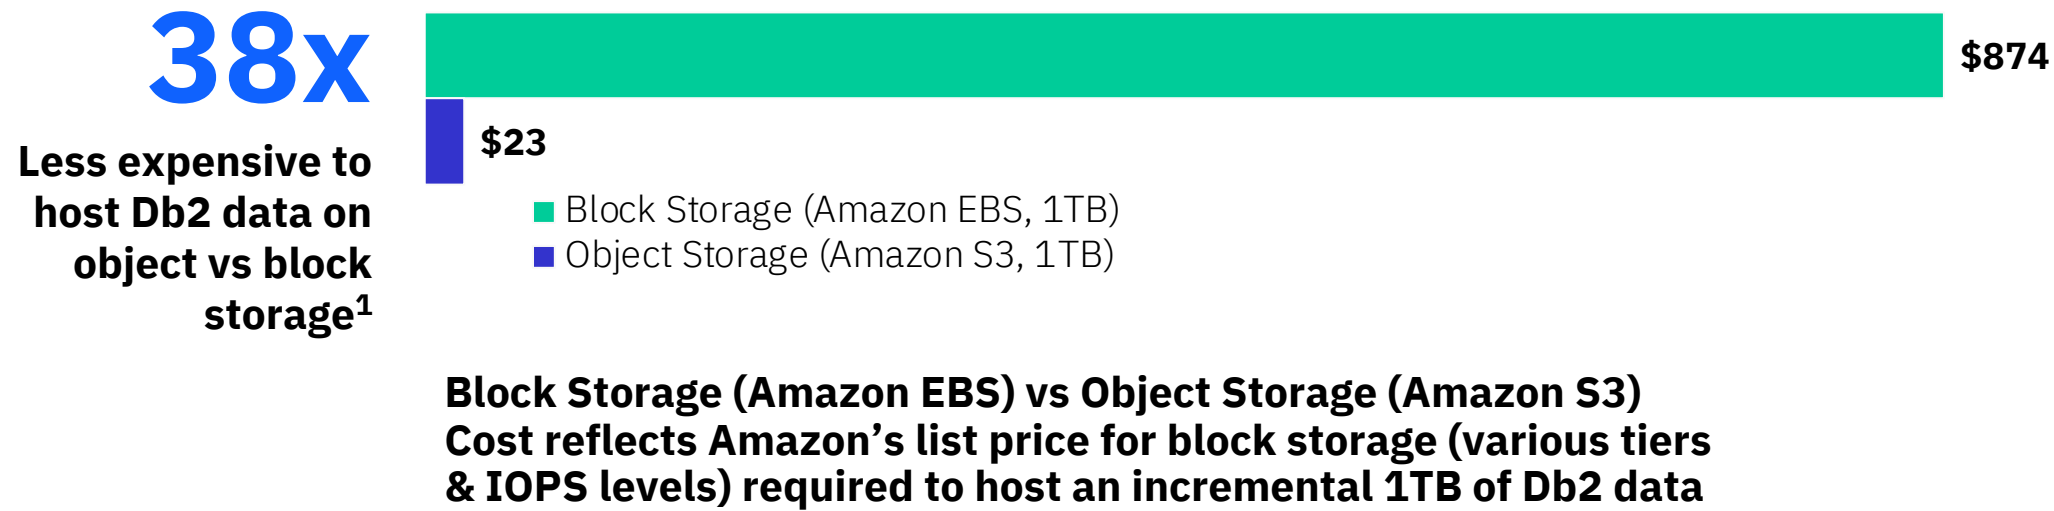 38x
Less expensive to
host Db2 data on
object vs block
storage¹
$874
$23
Block Storage (Amazon EBS, 1TB)
Object Storage (Amazon S3, 1TB)
Block Storage (Amazon EBS) vs Object Storage (Amazon S3)
Cost reflects Amazon’s list price for block storage (various tiers
& IOPS levels) required to host an incremental 1TB of Db2 data